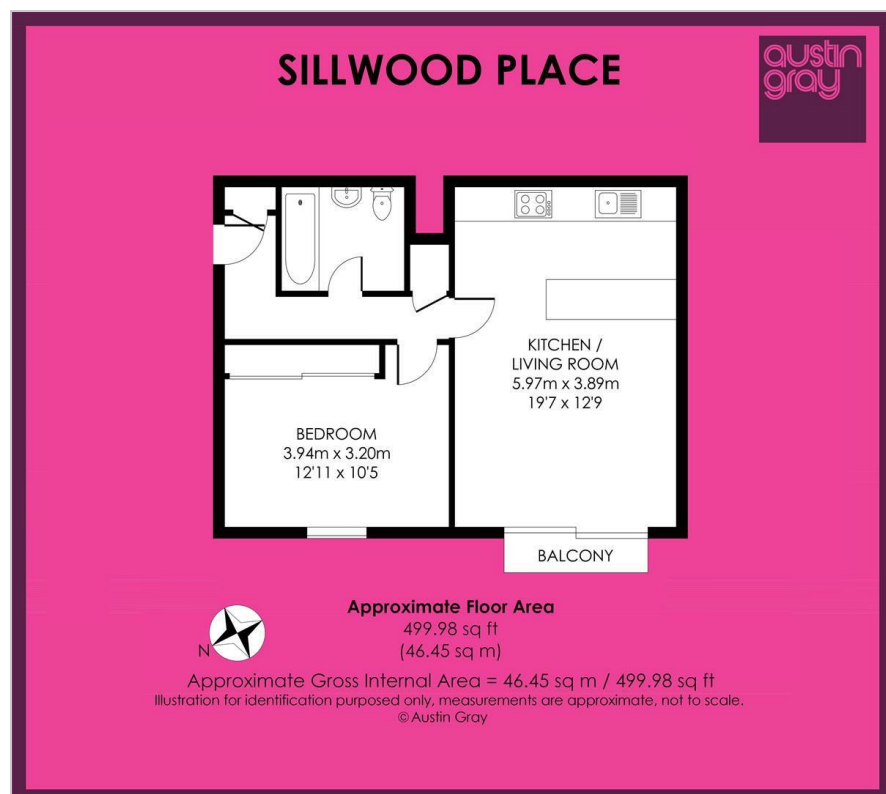 SILLWOOD PLACE
austin
gray
KITCHEN /
LIVING ROOM
5.97m x 3.89m
19'7 x 12'9
BEDROOM
3.94m x 3.20m
12'11 x 10'5
BALCONY
N
Approximate Floor Area
499.98 sq ft
(46.45 sq m)
Approximate Gross Internal Area = 46.45 sq m / 499.98 sq ft
Illustration for identification purposed only, measurements are approximate, not to scale.
© Austin Gray